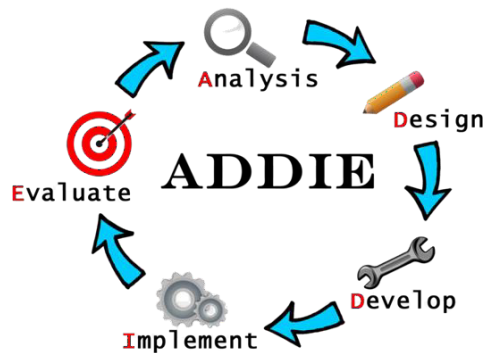 Analysis
Design
ADDIE
Evaluate
Develop
Implement